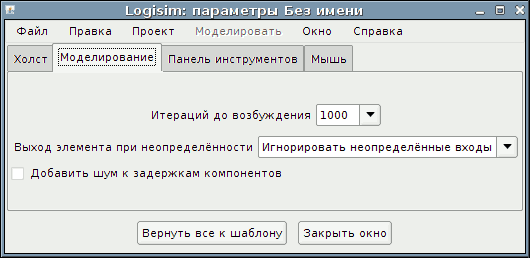 Logisim: параметры Без имени
Файл Правка Проект Моделировать Окно Справка
Холст Моделирование Панель инструментов Мышь
Итераций до возбуждения 1000
Выход элемента при неопределённости Игнорировать неопределённые входы
Добавить шум к задержкам компонентов
Вернуть все к шаблону Закрыть окно